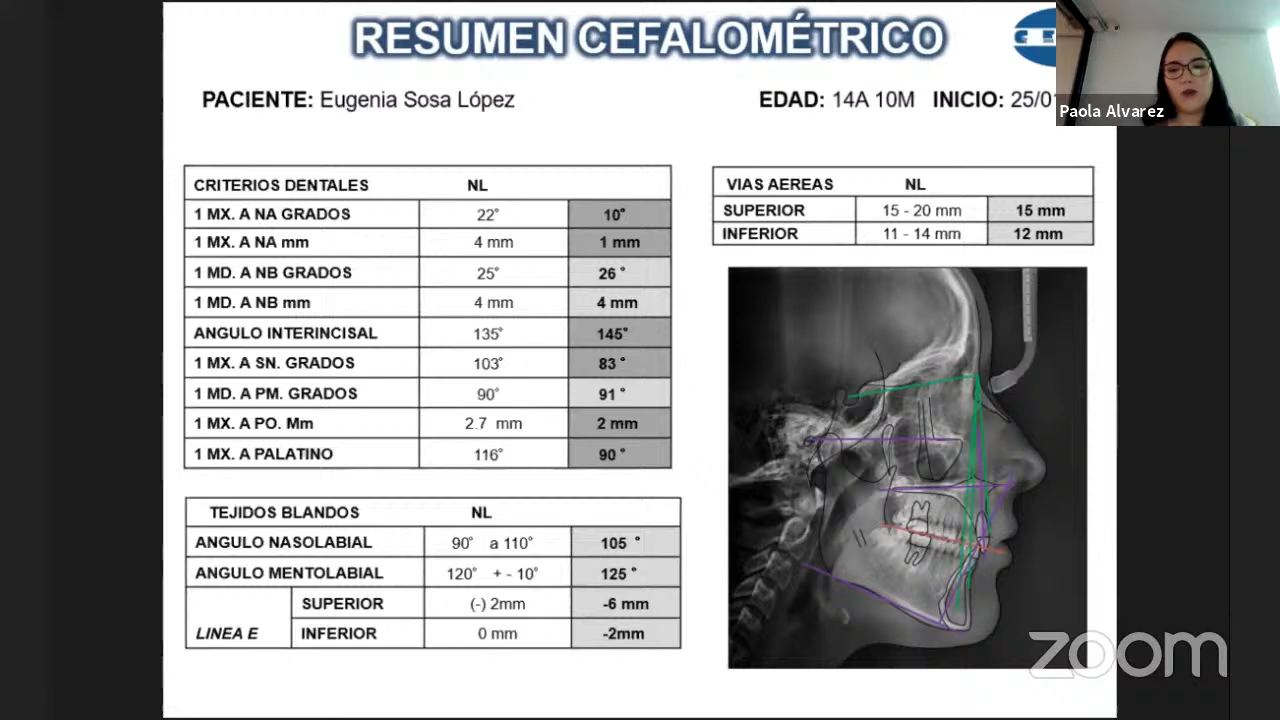 RESUMEN CEFALOMÉTRICO
PACIENTE: Eugenia Sosa López
EDAD: 14A 10M INICIO: 25/01
Paola Alvarez
CRITERIOS DENTALES NL
1 MX. A NA GRADOS 22° 10°
1 MX. A NA mm 4 mm 1 mm
1 MD. A NB GRADOS 25° 26 °
1 MD. A NB mm 4 mm 4 mm
ANGULO INTERINCISAL 135° 145°
1 MX. A SN. GRADOS 103° 83 °
1 MD. A PM. GRADOS 90° 91 °
1 MX. A PO. Mm 2.7 mm 2 mm
1 MX. A PALATINO 116° 90 °
VIAS AEREAS NL
SUPERIOR 15 - 20 mm 15 mm
INFERIOR 11 - 14 mm 12 mm
TEJIDOS BLANDOS NL
ANGULO NASOLABIAL 90° a 110° 105 °
ANGULO MENTOLABIAL 120° + - 10° 125 °
LINEA E
SUPERIOR (-) 2mm -6 mm
INFERIOR 0 mm -2mm
zoom